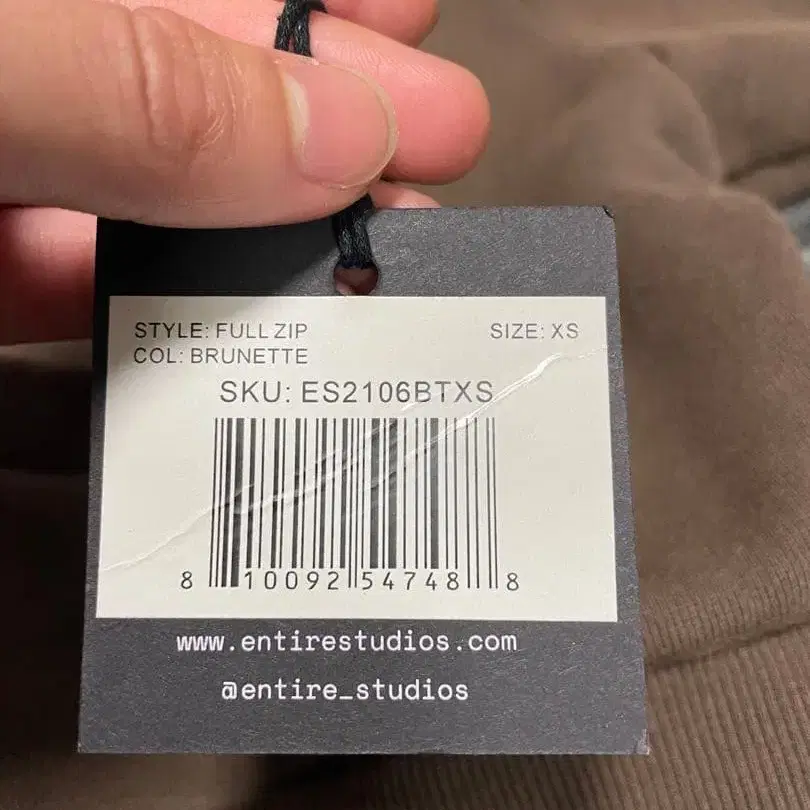 STYLE: FULL ZIP SIZE: XS
COL: BRUNETTE
SKU: ES2106BTXS
8 10092 54748 8
www.entirestudios.com
@entire_studios